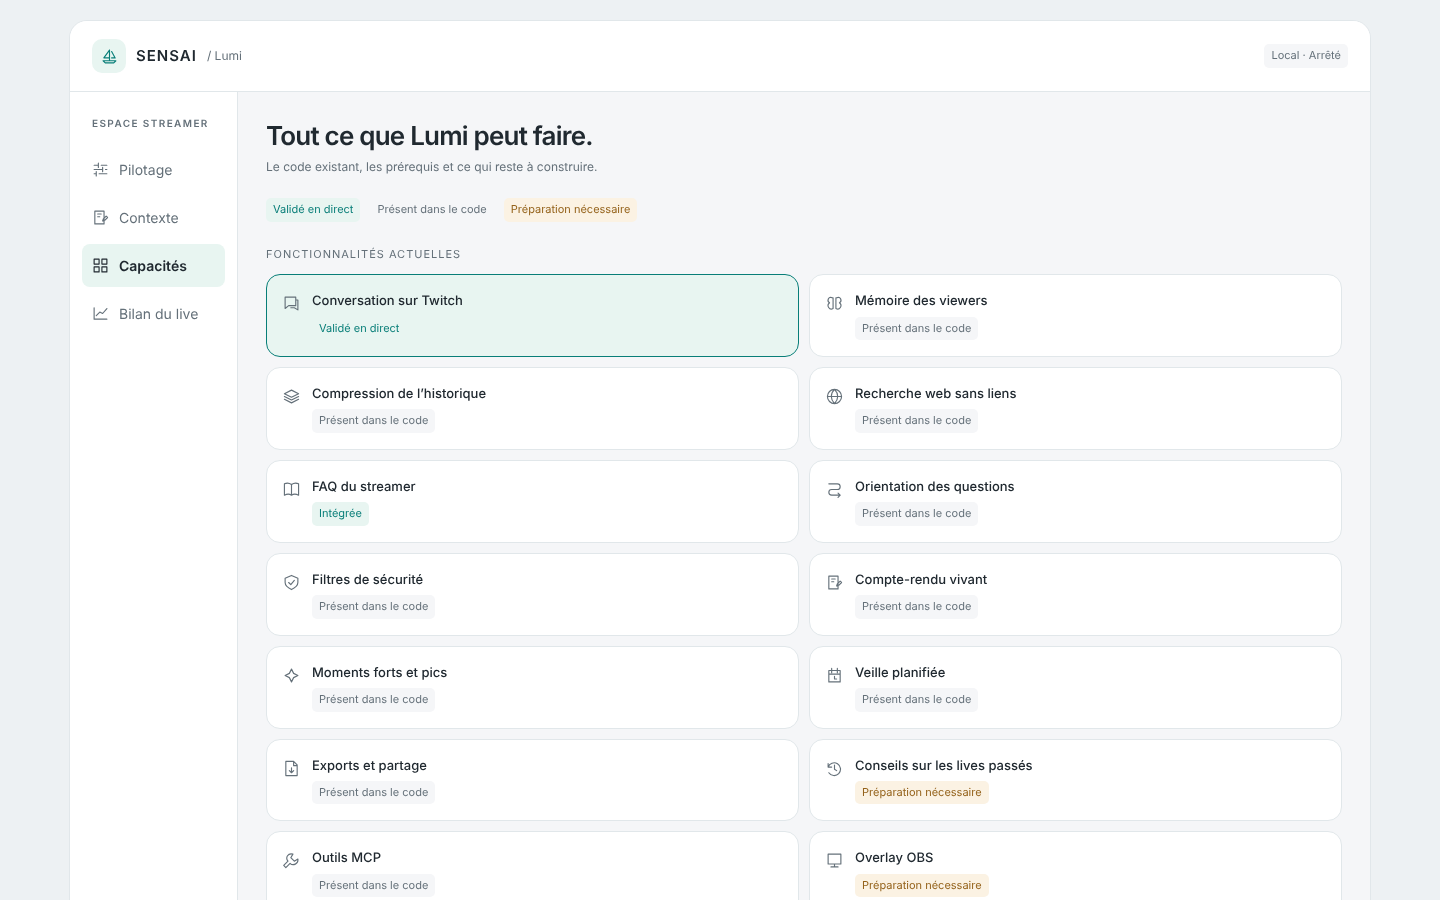 SENSAI / Lumi
Local · Arrêté
ESPACE STREAMER
Pilotage
Contexte
Capacités
Bilan du live
Tout ce que Lumi peut faire.
Le code existant, les prérequis et ce qui reste à construire.
Validé en direct
Présent dans le code
Préparation nécessaire
FONCTIONNALITÉS ACTUELLES
Conversation sur Twitch
Validé en direct
Mémoire des viewers
Présent dans le code
Compression de l’historique
Présent dans le code
Recherche web sans liens
Présent dans le code
FAQ du streamer
Intégrée
Orientation des questions
Présent dans le code
Filtres de sécurité
Présent dans le code
Compte-rendu vivant
Présent dans le code
Moments forts et pics
Présent dans le code
Veille planifiée
Présent dans le code
Exports et partage
Présent dans le code
Conseils sur les lives passés
Préparation nécessaire
Outils MCP
Présent dans le code
Overlay OBS
Préparation nécessaire